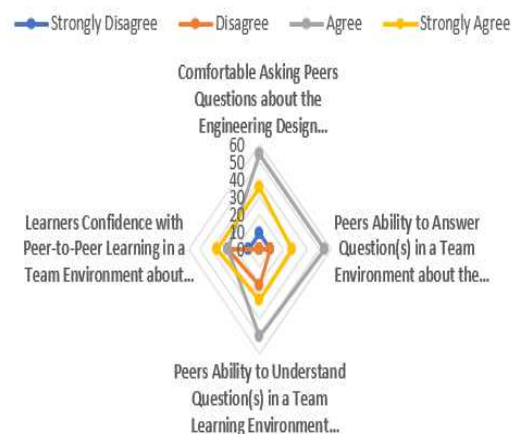 Strongly Disagree Disagree Agree Strongly Agree
Comfortable Asking Peers
Questions about the
Engineering Design...
60
50
40
30
20
10
0
Learners Confidence with
Peer-to-Peer Learning in a
Team Environment about...
Peers Ability to Answer
Question(s) in a Team
Environment about the...
Peers Ability to Understand
Question(s) in a Team
Learning Environment...